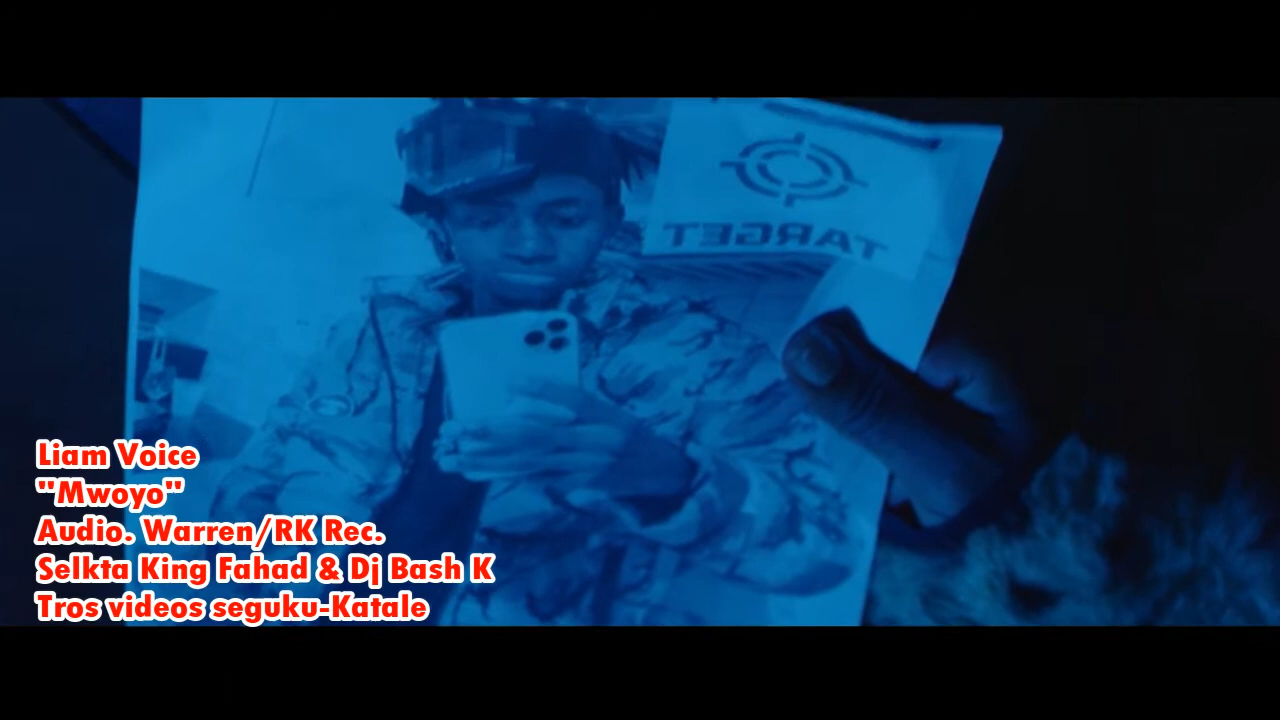 TARGET
Liam Voice
"Mwoyo"
Audio. Warren/RK Rec.
Selkta King Fahad & Dj Bash K
Tros videos seguku-Katale